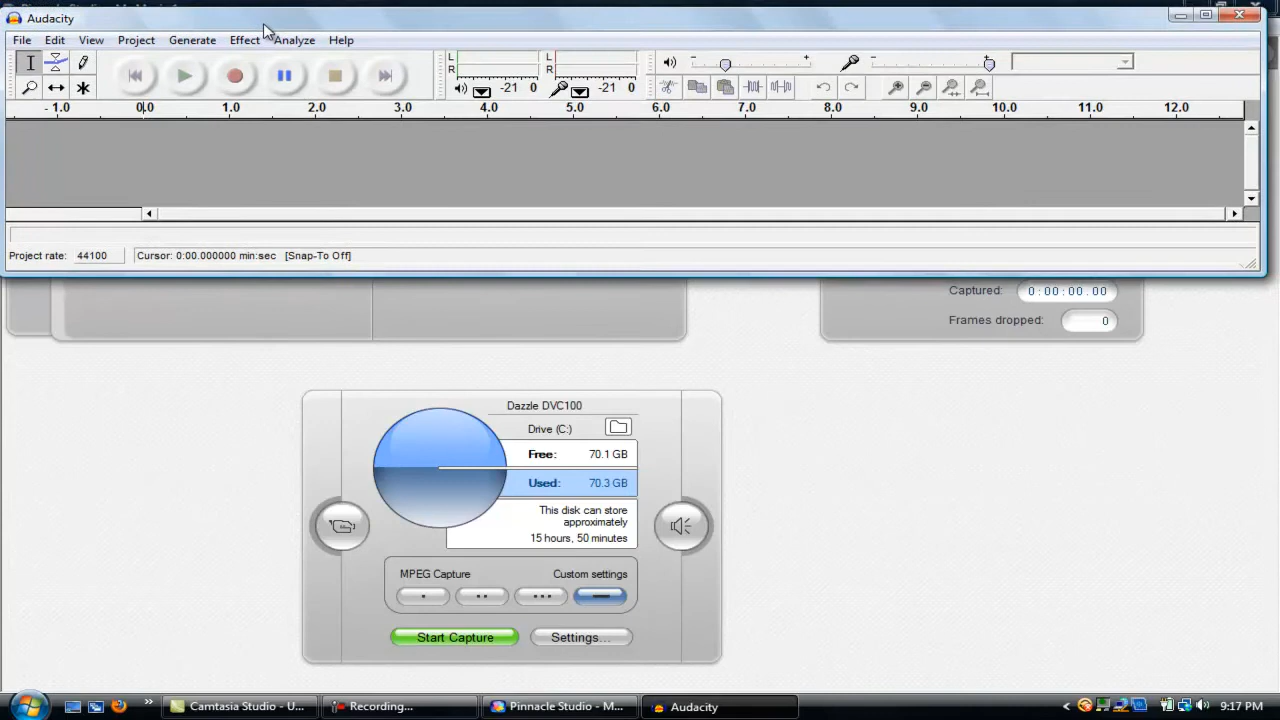 Audacity
File Edit View Project Generate Effect Analyze Help
L
R
-21 0
L
R
-21 0
- 1.0 0.0 1.0 2.0 3.0 4.0 5.0 6.0 7.0 8.0 9.0 10.0 11.0 12.0
Project rate: 44100 Cursor: 0:00.000000 min:sec [Snap-To Off]
Captured: 0:00:00.00
Frames dropped: 0
Dazzle DVC100
Drive (C:)
Free: 70.1 GB
Used: 70.3 GB
This disk can store
approximately
15 hours, 50 minutes
MPEG Capture Custom settings
Start Capture Settings...
Camtasia Studio - U... Recording... Pinnacle Studio - M... Audacity 9:17 PM